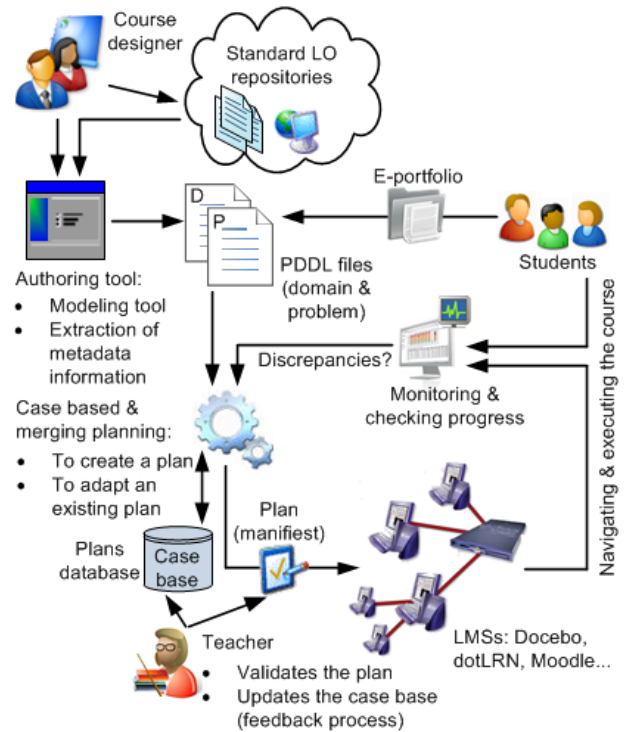 Course
designer
Standard LO
repositories
E-portfolio
D
P
Students
PDDL files
(domain &
problem)
Authoring tool:
• Modeling tool
• Extraction of
metadata
information
Discrepancies?
Monitoring &
checking progress
Navigating & executing the course
Case based &
merging planning:
• To create a plan
• To adapt an
existing plan
Plan
(manifiest)
Plans
database
Case
base
LMSs: Docebo,
dotLRN, Moodle...
Teacher
• Validates the plan
• Updates the case base
(feedback process)